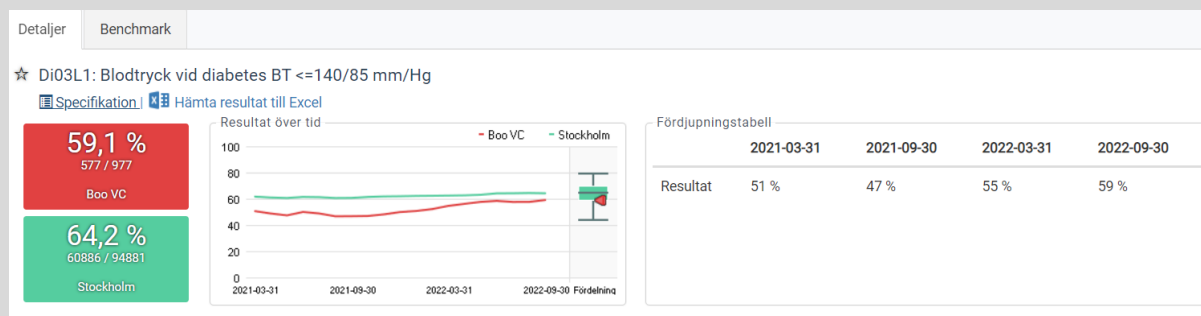 Detaljer Benchmark
Di03L1: Blodtryck vid diabetes BT <=140/85 mm/Hg
Specifikation | Hämta resultat till Excel
59,1 %
577 / 977
Boo VC
64,2 %
60886 / 94881
Stockholm
Resultat över tid
Boo VC Stockholm
100
80
60
40
20
0
2021-03-31 2021-09-30 2022-03-31 2022-09-30 Fördelning
Fördjupningstabell
2021-03-31 2021-09-30 2022-03-31 2022-09-30
Resultat 51 % 47 % 55 % 59 %